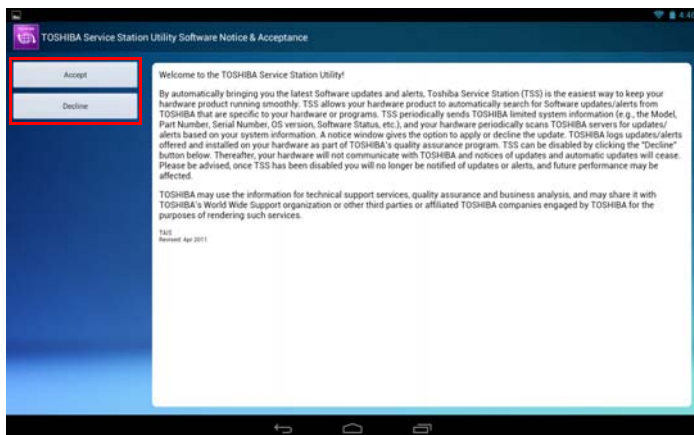 4:46
TOSHIBA Service Station Utility Software Notice & Acceptance
Accept
Decline
Welcome to the TOSHIBA Service Station Utility!
By automatically bringing you the latest Software updates and alerts, Toshiba Service Station (TSS) is the easiest way to keep your
hardware product running smoothly. TSS allows your hardware product to automatically search for Software updates/alerts from
TOSHIBA that are specific to your hardware or programs. TSS periodically sends TOSHIBA limited system information (e.g., the Model,
Part Number, Serial Number, OS version, Software Status, etc.), and your hardware periodically scans TOSHIBA servers for updates/
alerts based on your system information. A notice window gives the option to apply or decline the update. TOSHIBA logs updates/alerts
offered and installed on your hardware as part of TOSHIBA's quality assurance program. TSS can be disabled by clicking the "Decline"
button below. Thereafter, your hardware will not communicate with TOSHIBA and notices of updates and automatic updates will cease.
Please be advised, once TSS has been disabled you will no longer be notified of updates or alerts, and future performance may be
affected.
TOSHIBA may use the information for technical support services, quality assurance and business analysis, and may share it with
TOSHIBA's World Wide Support organization or other third parties or affiliated TOSHIBA companies engaged by TOSHIBA for the
purposes of rendering such services.
TAIS
Revised: Apr 2011